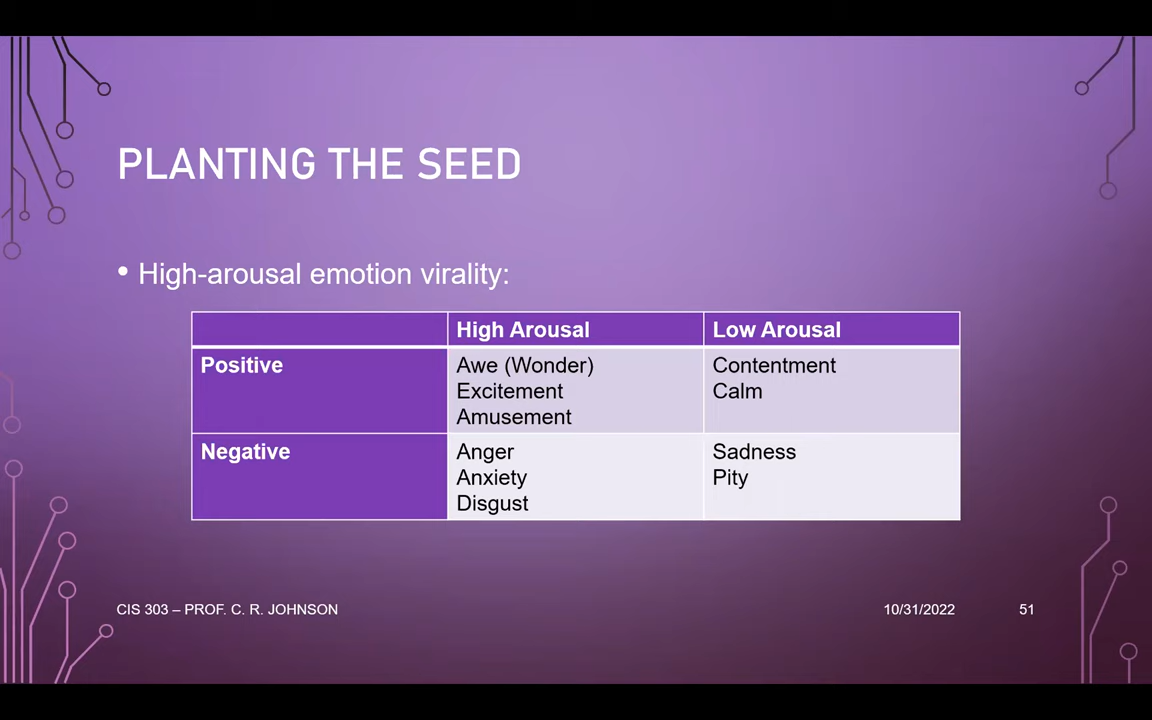 PLANTING THE SEED
• High-arousal emotion virality:
High Arousal Low Arousal
Positive
Awe (Wonder)
Excitement
Amusement
Contentment
Calm
Negative
Anger
Anxiety
Disgust
Sadness
Pity
CIS 303 – PROF. C. R. JOHNSON 10/31/2022 51